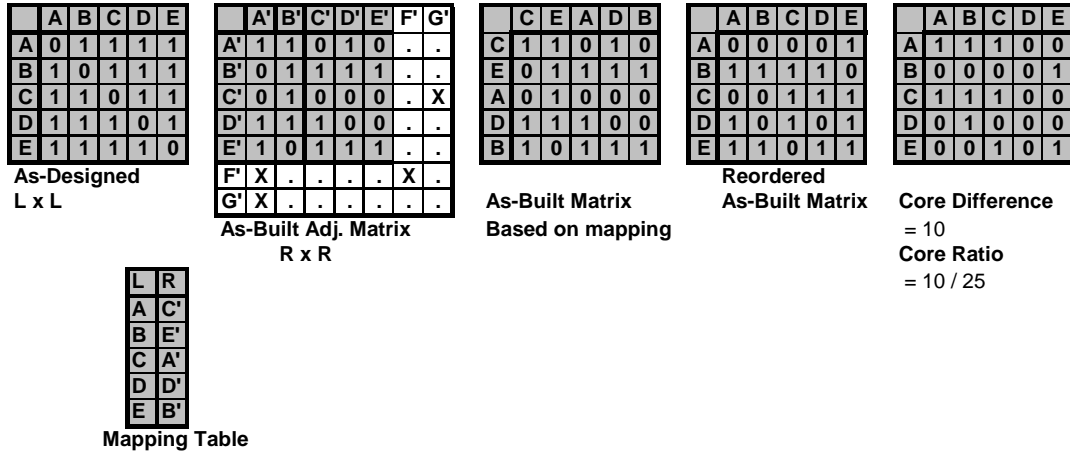 A B C D E
A 0 1 1 1 1
B 1 0 1 1 1
C 1 1 0 1 1
D 1 1 1 0 1
E 1 1 1 1 0
As-Designed
L x L
A' B' C' D' E' F' G'
A' 1 1 0 1 0 . .
B' 0 1 1 1 1 . .
C' 0 1 0 0 0 . X
D' 1 1 1 0 0 . .
E' 1 0 1 1 1 . .
F' X . . . . X .
G' X . . . . . .
As-Built Adj. Matrix
R x R
C E A D B
C 1 1 0 1 0
E 0 1 1 1 1
A 0 1 0 0 0
D 1 1 1 0 0
B 1 0 1 1 1
As-Built Matrix
Based on mapping
A B C D E
A 0 0 0 0 1
B 1 1 1 1 0
C 0 0 1 1 1
D 1 0 1 0 1
E 1 1 0 1 1
Reordered
As-Built Matrix
A B C D E
A 1 1 1 0 0
B 0 0 0 0 1
C 1 1 1 0 0
D 0 1 0 0 0
E 0 0 1 0 1
Core Difference
= 10
Core Ratio
= 10 / 25
L R
A C'
B E'
C A'
D D'
E B'
Mapping Table